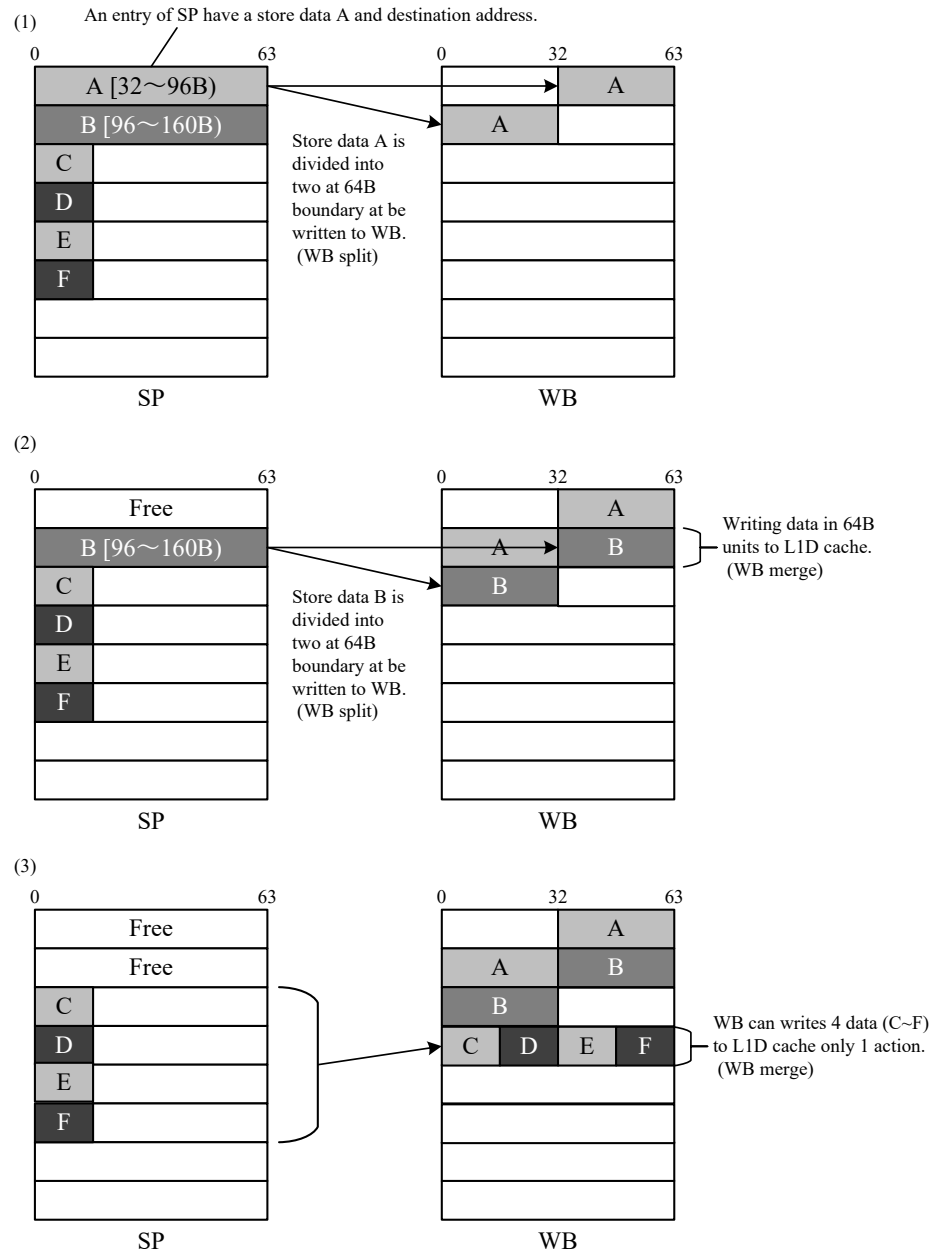 (1)
An entry of SP have a store data A and destination address.
0 63
0 32 63
A [32～96B)
A
B [96～160B)
A
Store data A is
divided into
two at 64B
boundary at be
written to WB.
(WB split)
C
D
E
F
SP
WB
(2)
0 63
0 32 63
Free
A
B [96～160B)
A
B
Writing data in 64B
units to L1D cache.
(WB merge)
B
Store data B is
divided into
two at 64B
boundary at be
written to WB.
(WB split)
C
D
E
F
SP
WB
(3)
0 63
0 32 63
Free
A
Free
A
B
C
B
D
C D E F
WB can writes 4 data (C~F)
to L1D cache only 1 action.
(WB merge)
E
F
SP
WB